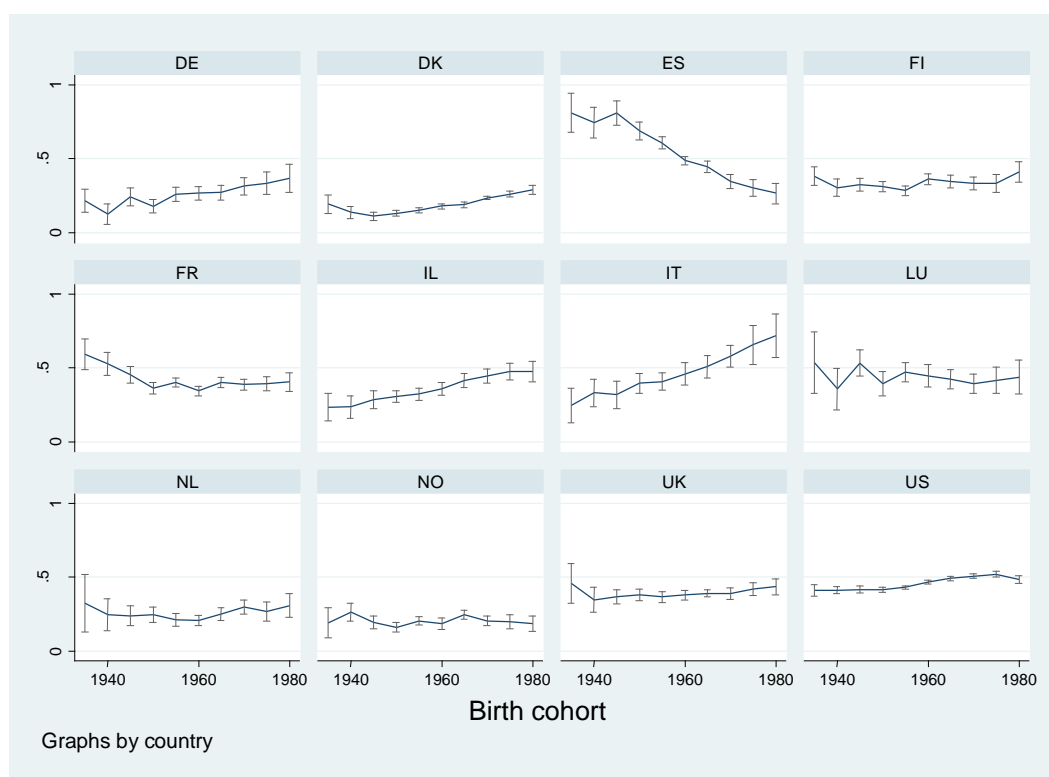 DE DK ES FI
1
.5
0
FR IL IT LU
1
.5
0
NL NO UK US
1
.5
0
1940 1960 1980 1940 1960 1980 1940 1960 1980 1940 1960 1980
Birth cohort
Graphs by country